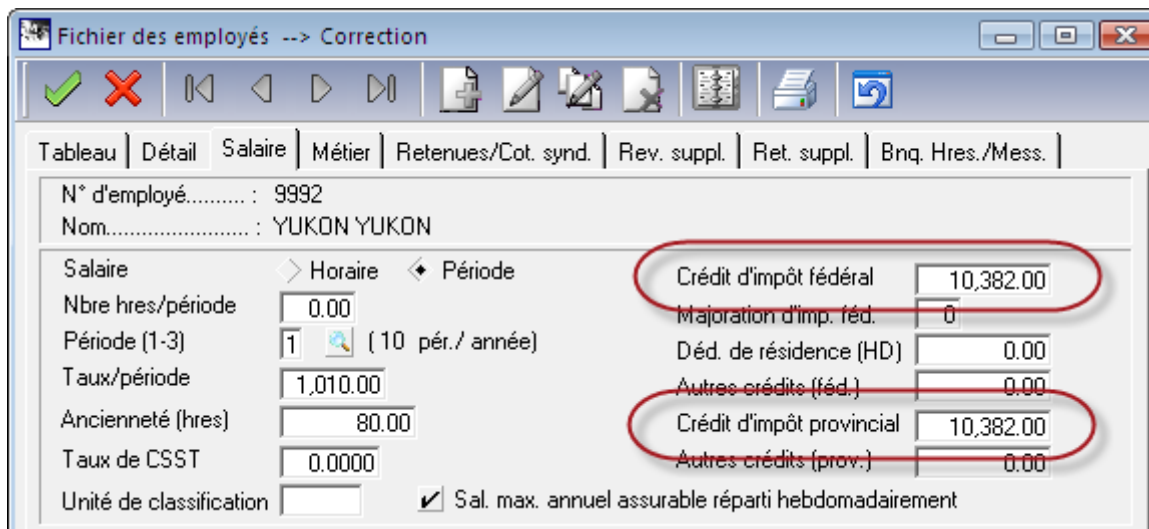 Fichier des employés --> Correction
Tableau Détail Salaire Métier Retenues/Cot. synd. Rev. suppl. Ret. suppl. Bnq. Hres./Mess.
N° d'employé.......... : 9992
Nom........................ : YUKON YUKON
Salaire Horaire Période Crédit d'impôt fédéral 10,382.00
Nbre hres/période 0.00 Majoration d'imp. féd. 0
Période (1-3) 1 (10 pér./ année) Déd. de résidence (HD) 0.00
Taux/période 1,010.00 Autres crédits (féd.) 0.00
Ancienneté (hres) 80.00 Crédit d'impôt provincial 10,382.00
Taux de CSST 0.0000 Autres crédits (prov.) 0.00
Unité de classification Sal. max. annuel assurable réparti hebdomadairement